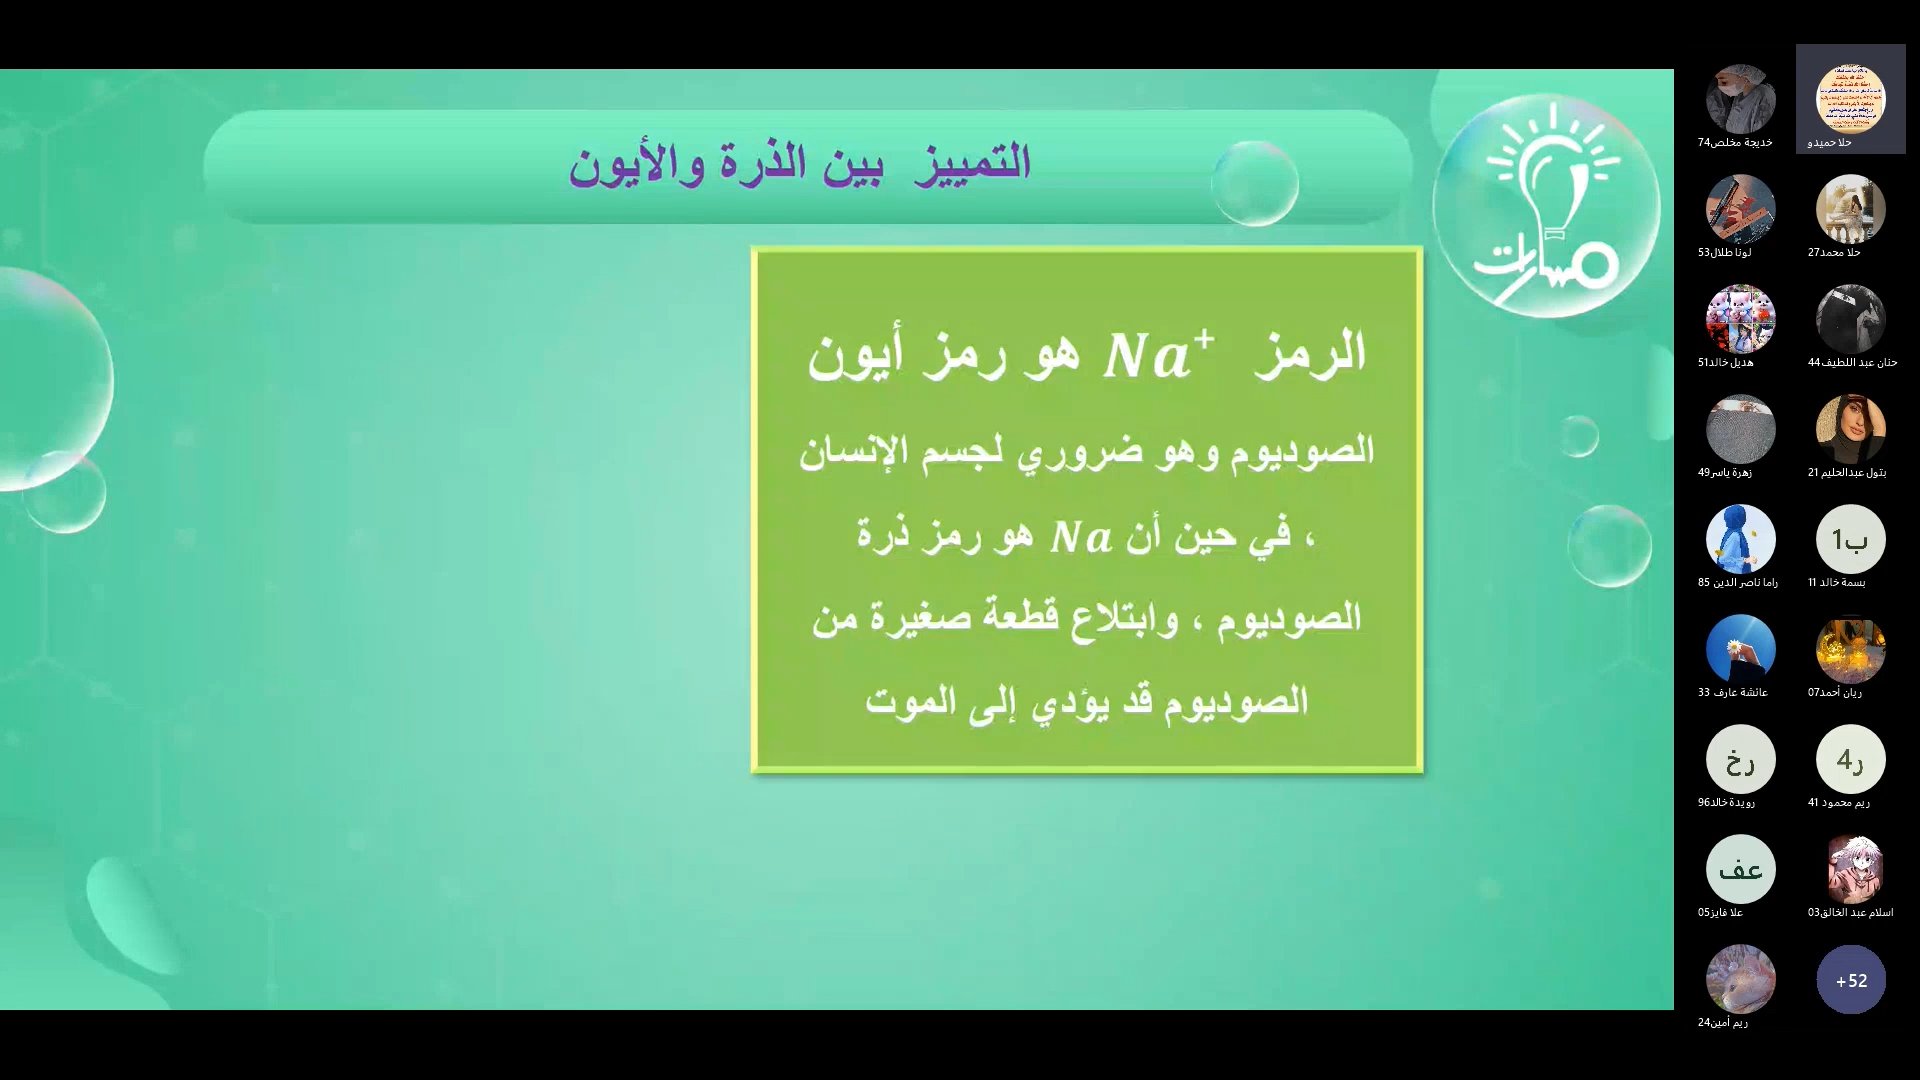 التمييز بين الذرة والأيون
مسارات
الرمز Na⁺ هو رمز أيون
الصوديوم وهو ضروري لجسم الإنسان
، في حين أن Na هو رمز ذرة
الصوديوم ، وابتلاع قطعة صغيرة من
الصوديوم قد يؤدي إلى الموت
حلا حميدو
خديجة مخلص74
حلا محمد27
لونا طلال53
حنان عبد اللطيف44
هديل خالد51
بتول عبدالحليم 21
زهرة ياسر49
ب1
بسمة خالد 11
راما ناصر الدين 85
ريان أحمد07
عائشة عارف 33
ر4
ريم محمود 41
رخ
رويدة خالد96
اسلام عبد الخالق03
عف
علا فايز05
+52
ريم أمين24